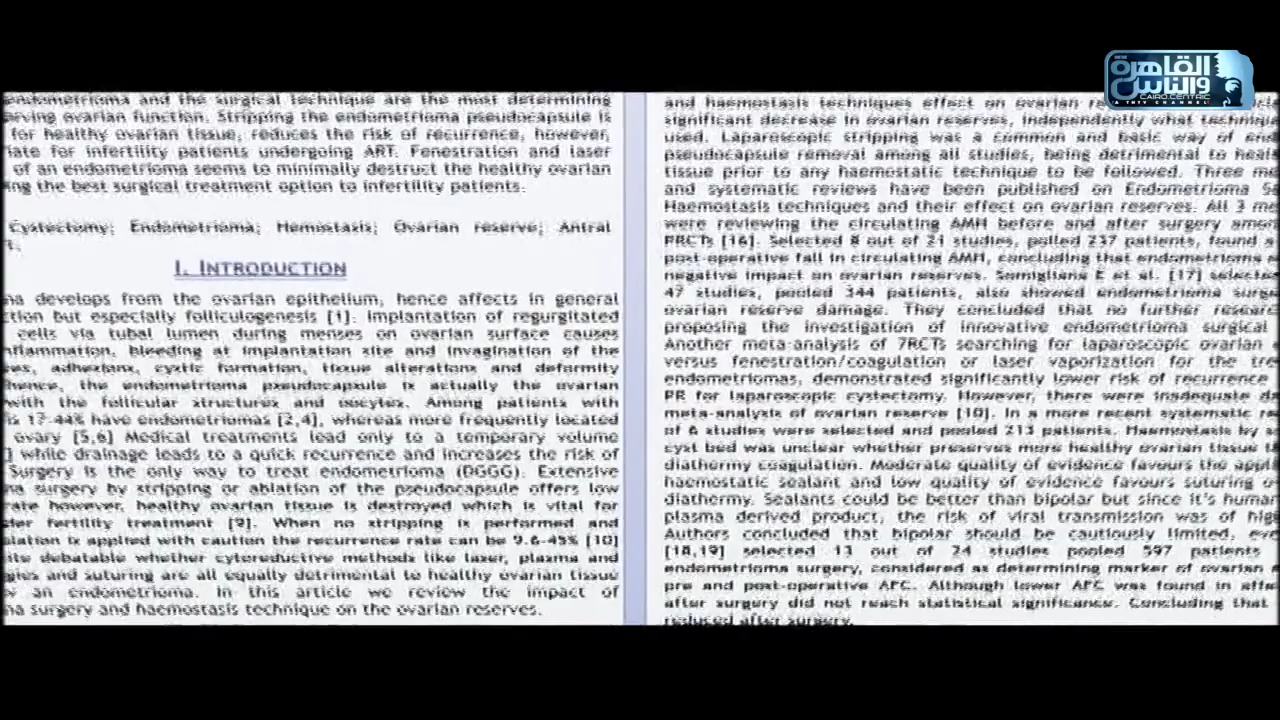 القاهرة
والناس
CAIRO CENTRIC
A TNTV CHANNEL
endometrioma and the surgical technique are the most determining
erving ovarian function. Stripping the endometrioma pseudocapsule is
for healthy ovarian tissue, reduces the risk of recurrence, however,
iate for infertility patients undergoing ART. Fenestration and laser
of an endometrioma seems to minimally destruct the healthy ovarian
ing the best surgical treatment option to infertility patients.
Cystectomy; Endometrioma; Hemostasis; Ovarian reserve; Antral
I. INTRODUCTION
na develops from the ovarian epithelium, hence affects in general
ction but especially folliculogenesis [1]. Implantation of regurgitated
cells via tubal lumen during menses on ovarian surface causes
nflammation, bleeding at implantation site and invagination of the
es, adhesions, cystic formation, tissue alterations and deformity
hence, the endometrioma pseudocapsule is actually the ovarian
with the follicular structures and oocytes. Among patients with
is 17-44% have endometriomas [2,4], whereas more frequently located
ovary [5,6] Medical treatments lead only to a temporary volume
] while drainage leads to a quick recurrence and increases the risk of
Surgery is the only way to treat endometrioma (DGGG). Extensive
na surgery by stripping or ablation of the pseudocapsule offers low
rate however, healthy ovarian tissue is destroyed which is vital for
der fertility treatment [9]. When no stripping is performed and
blation is applied with caution the recurrence rate can be 9.6-45% [10]
ite debatable whether cytoreductive methods like laser, plasma and
gies and suturing are all equally detrimental to healthy ovarian tissue
y an endometrioma. In this article we review the impact of
na surgery and haemostasis technique on the ovarian reserves.
and haemostasis techniques effect on ovarian
significant decrease in ovarian reserves, independently what technique
used. Laparoscopic stripping was a common and basic way of end
pseudocapsule removal among all studies, being detrimental to heal
tissue prior to any haemostatic technique to be followed. Three me
and systematic reviews have been published on Endometrioma S
Haemostasis techniques and their effect on ovarian reserves. All 3 me
were reviewing the circulating AMH before and after surgery amon
PRCTs [16]. Selected 8 out of 21 studies, polled 237 patients, found a
post-operative fall in circulating AMH, concluding that endometrioma
negative impact on ovarian reserves. Somigliana E et al. [17] selected
47 studies, pooled 344 patients, also showed endometrioma surge
ovarian reserve damage. They concluded that no further research
proposing the investigation of innovative endometrioma surgical
Another meta-analysis of 7RCTs searching for laparoscopic ovarian
versus fenestration/coagulation or laser vaporization for the tre
endometriomas, demonstrated significantly lower risk of recurrence
PR for laparoscopic cystectomy. However, there were inadequate da
meta-analysis of ovarian reserve [10]. In a more recent systematic re
of 6 studies were selected and pooled 213 patients. Haemostasis by
cyst bed was unclear whether preserves more healthy ovarian tissue
diathermy coagulation. Moderate quality of evidence favours the appli
haemostatic sealant and low quality of evidence favours suturing o
diathermy. Sealants could be better than bipolar but since it's human
plasma derived product, the risk of viral transmission was of hig
Authors concluded that bipolar should be cautiously limited, eve
[18,19] selected 13 out of 24 studies pooled 597 patients
endometrioma surgery, considered as determining marker of ovarian
pre and post-operative AFC. Although lower AFC was found in affe
after surgery did not reach statistical significance. Concluding that
reduced after surgery.